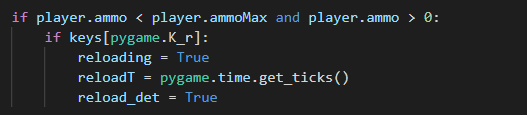 if player.ammo < player.ammoMax and player.ammo > 0:
    if keys[pygame.K_r]:
        reloading = True
        reloadT = pygame.time.get_ticks()
        reload_det = True